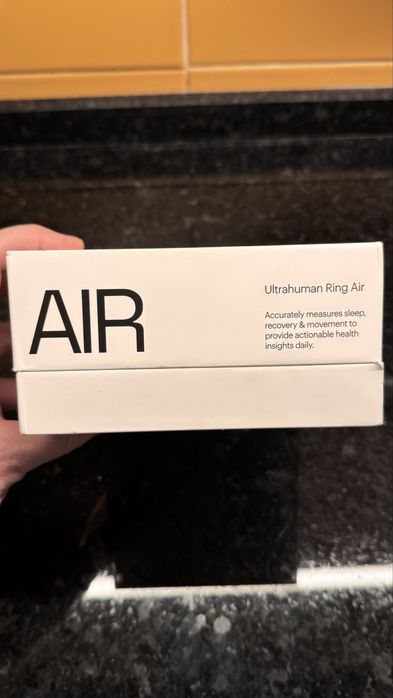 AIR
Ultrahuman Ring Air
Accurately measures sleep,
recovery & movement to
provide actionable health
insights daily.